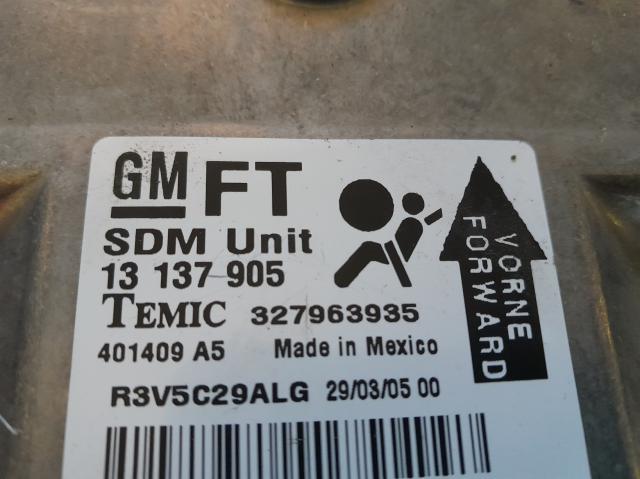 GM FT
SDM Unit
13 137 905
TEMIC 327963935
401409 A5 Made in Mexico
R3V5C29ALG 29/03/05 00
VORNE
FORWARD